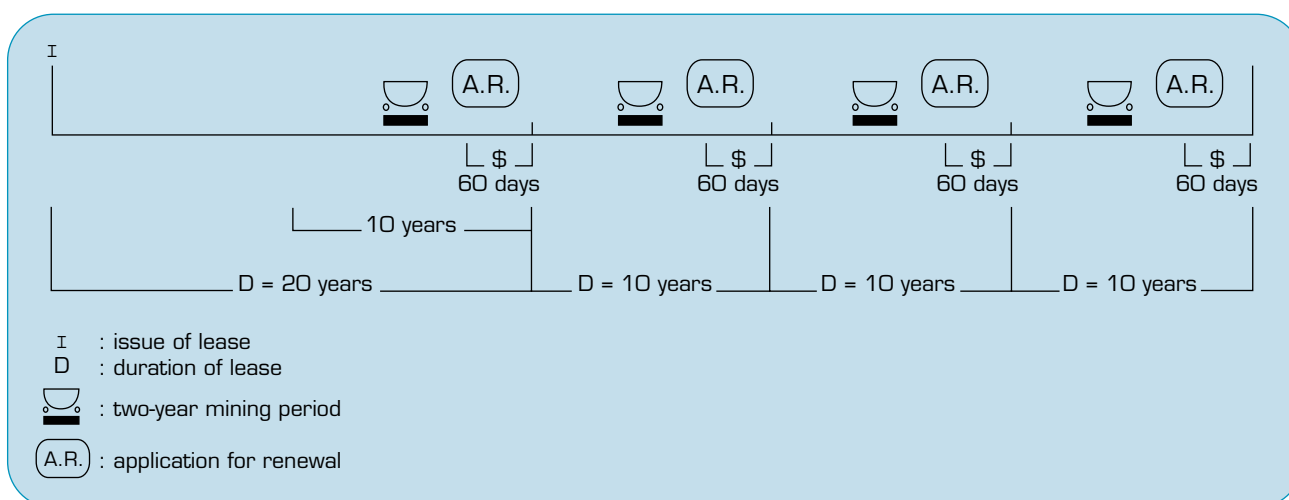 I
A.R. A.R. A.R. A.R.
$ $ $ $
60 days 60 days 60 days 60 days
10 years
D = 20 years D = 10 years D = 10 years D = 10 years
I : issue of lease
D : duration of lease
: two-year mining period
A.R. : application for renewal